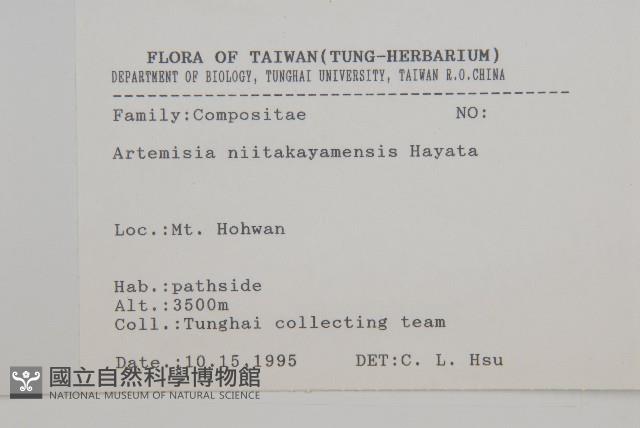 FLORA OF TAIWAN(TUNG-HERBARIUM)
DEPARTMENT OF BIOLOGY, TUNGHAI UNIVERSITY, TAIWAN R.O.CHINA
Family:Compositae NO:
Artemisia niitakayamensis Hayata
Loc.:Mt. Hohwan
Hab.:pathside
Alt.:3500m
Coll.:Tunghai collecting team
Date.:10.15.1995 DET:C. L. Hsu
國立自然科學博物館
NATIONAL MUSEUM OF NATURAL SCIENCE